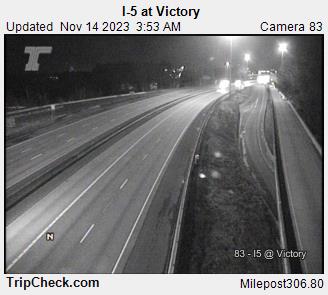 I-5 at Victory
Updated Nov 14 2023 3:53 AM Camera 83
T
N
83 - I5 @ Victory
TripCheck.com Milepost306.80